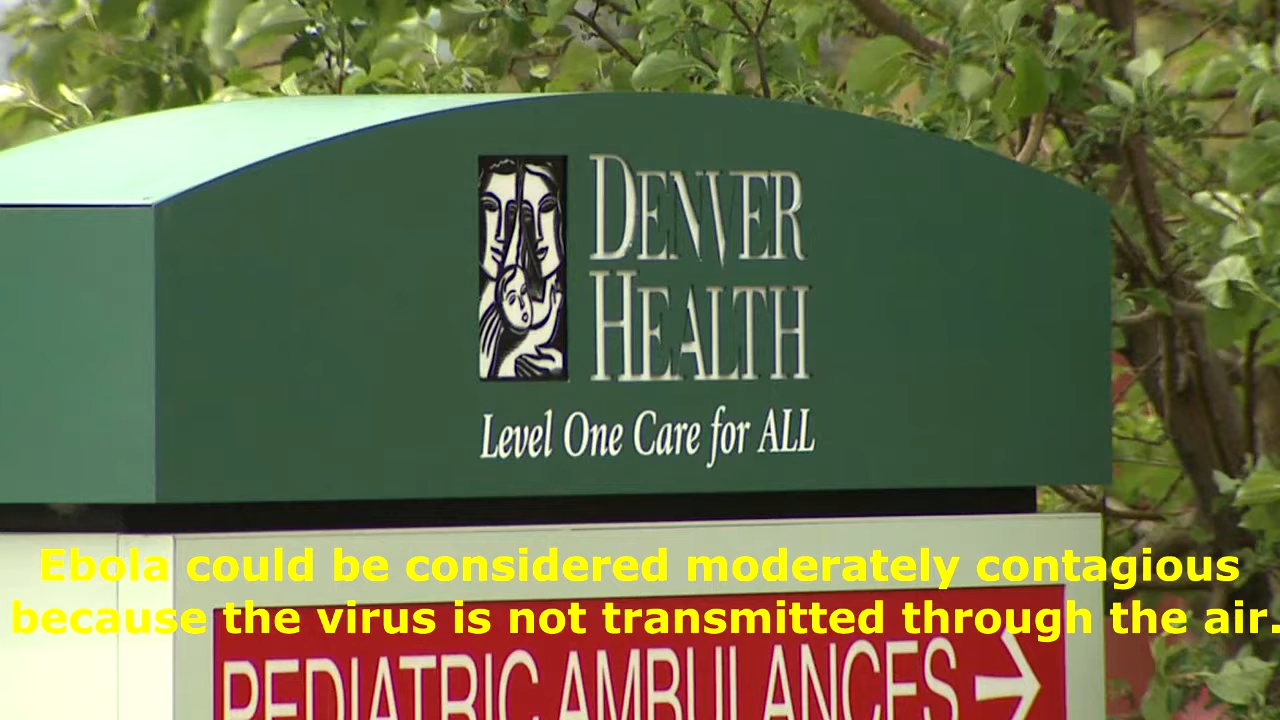 DENVER
HEALTH
Level One Care for ALL
Ebola could be considered moderately contagious
because the virus is not transmitted through the air.
PEDIATRIC AMBULANCES